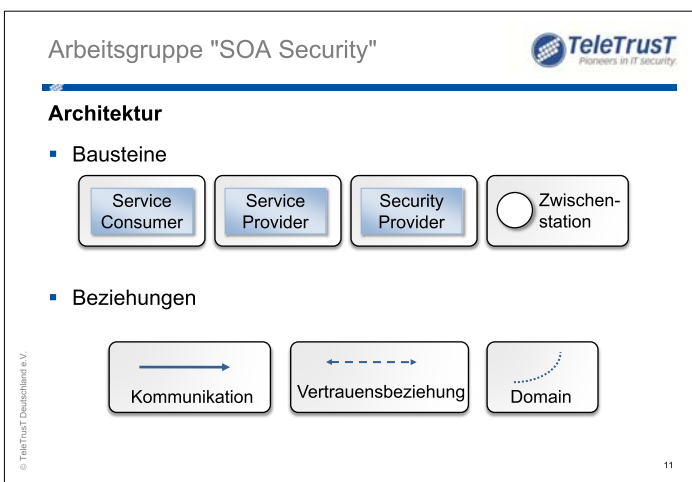 Arbeitsgruppe "SOA Security"
TeleTrusT
Pioneers in IT security.
Architektur
Bausteine
Service
Consumer
Service
Provider
Security
Provider
Zwischen-
station
Beziehungen
Kommunikation
Vertrauensbeziehung
Domain
© TeleTrusT Deutschland e.V.
11